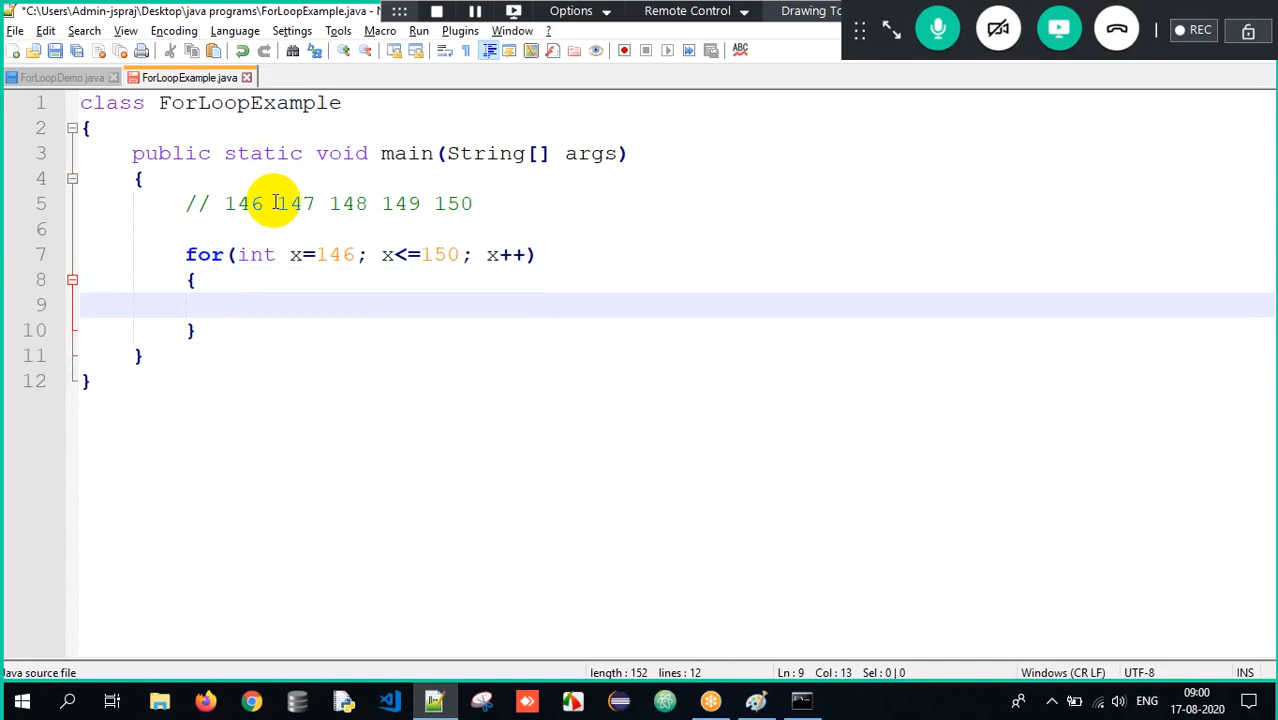 *C:\Users\Admin-jspraj\Desktop\java programs\ForLoopExample.java - N
Options
Remote Control
Drawing To
REC
File Edit Search View Encoding Language Settings Tools Macro Run Plugins Window ?
ABC
ForLoopDemo.java
ForLoopExample.java
1 class ForLoopExample
2 {
3 public static void main(String[] args)
4 {
5 // 146 147 148 149 150
6
7 for(int x=146; x<=150; x++)
8 {
9
10 }
11 }
12 }
Java source file
length : 152 lines : 12
Ln : 9 Col : 13 Sel : 0 | 0
Windows (CR LF)
UTF-8
INS
ENG
09:00
17-08-2020